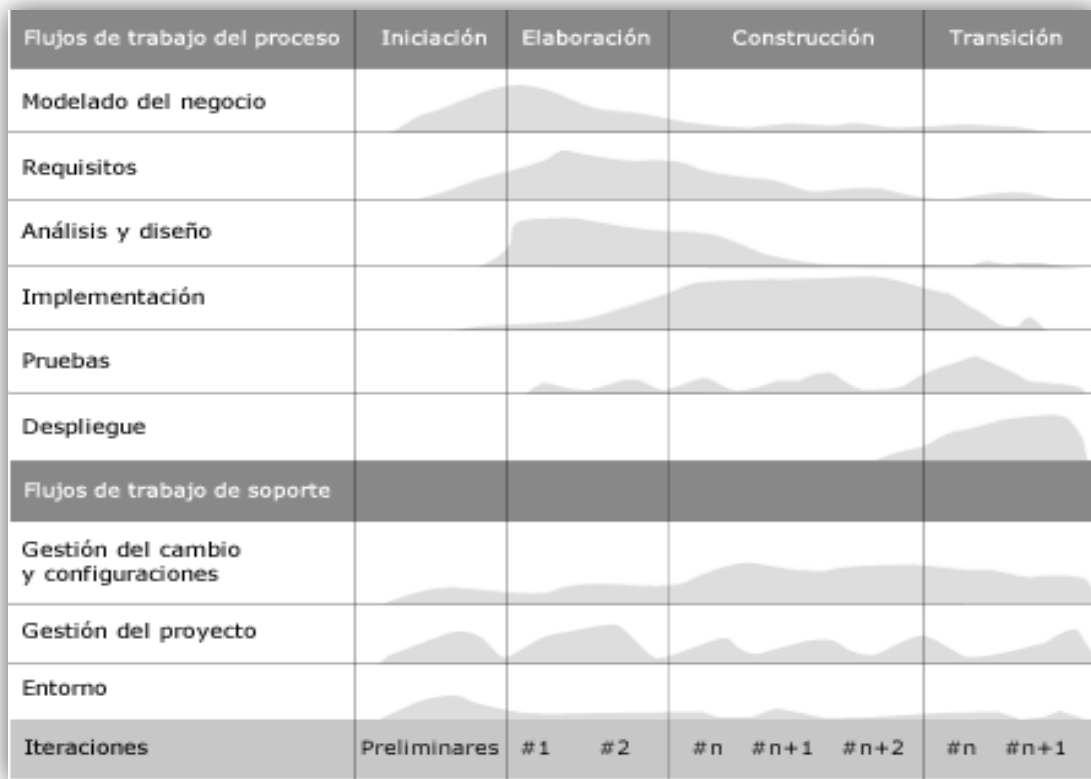 Flujos de trabajo del proceso Iniciación Elaboración Construcción Transición
Modelado del negocio
Requisitos
Análisis y diseño
Implementación
Pruebas
Despliegue
Flujos de trabajo de soporte
Gestión del cambio
y configuraciones
Gestión del proyecto
Entorno
Iteraciones Preliminares #1 #2 #n #n+1 #n+2 #n #n+1